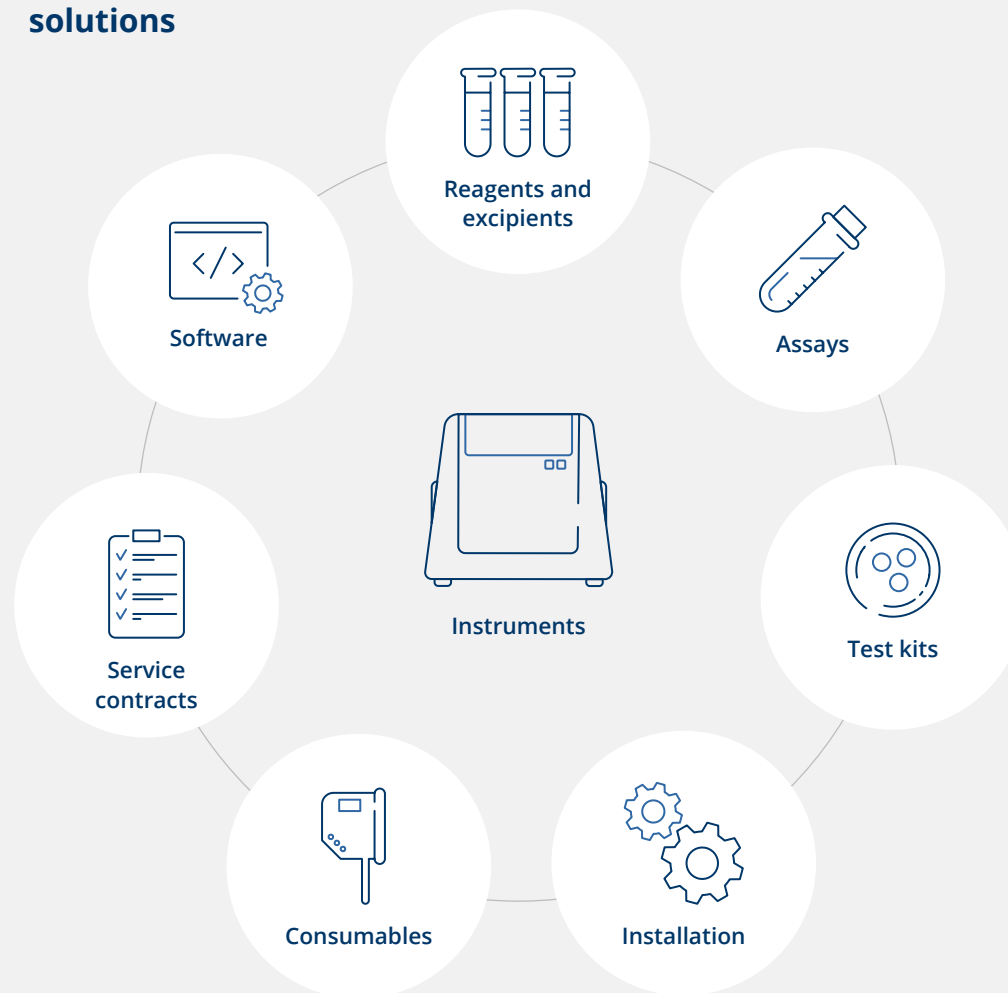 solutions
Reagents and
excipients
Software
Assays
Instruments
Service
contracts
Test kits
Consumables
Installation